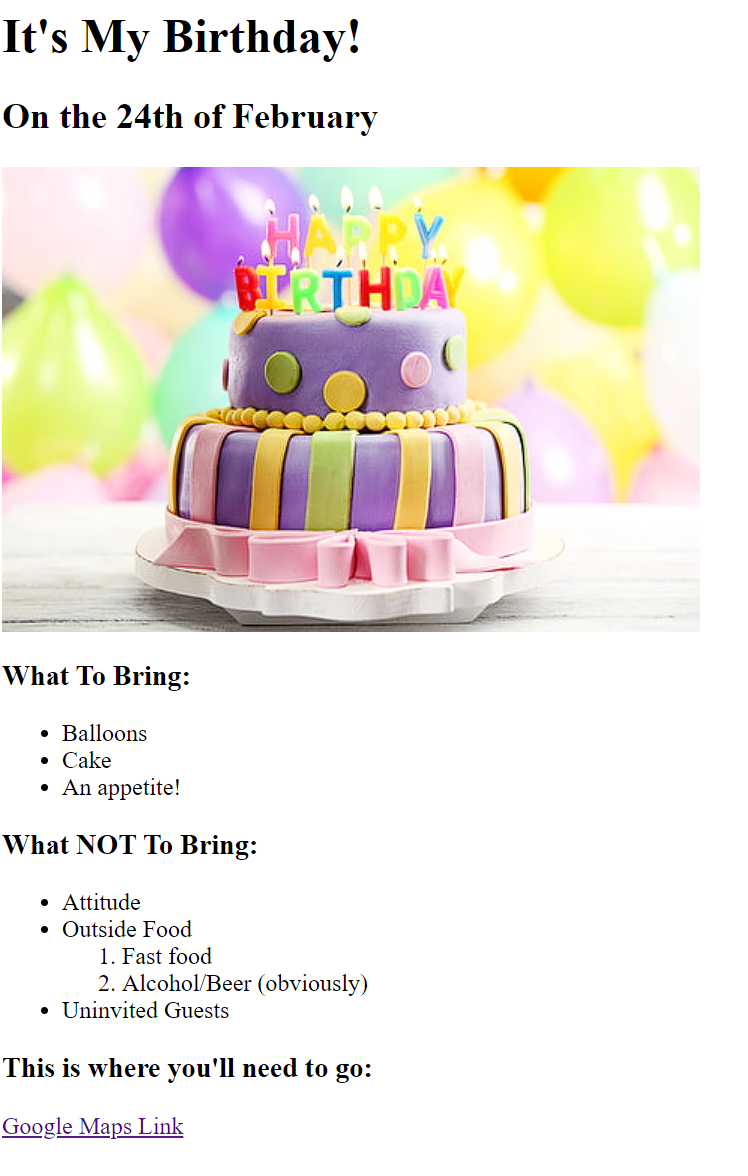 It's My Birthday!
On the 24th of February
HAPPY
BIRTHDAY
What To Bring:
• Balloons
• Cake
• An appetite!
What NOT To Bring:
• Attitude
• Outside Food
1. Fast food
2. Alcohol/Beer (obviously)
• Uninvited Guests
This is where you'll need to go:
Google Maps Link